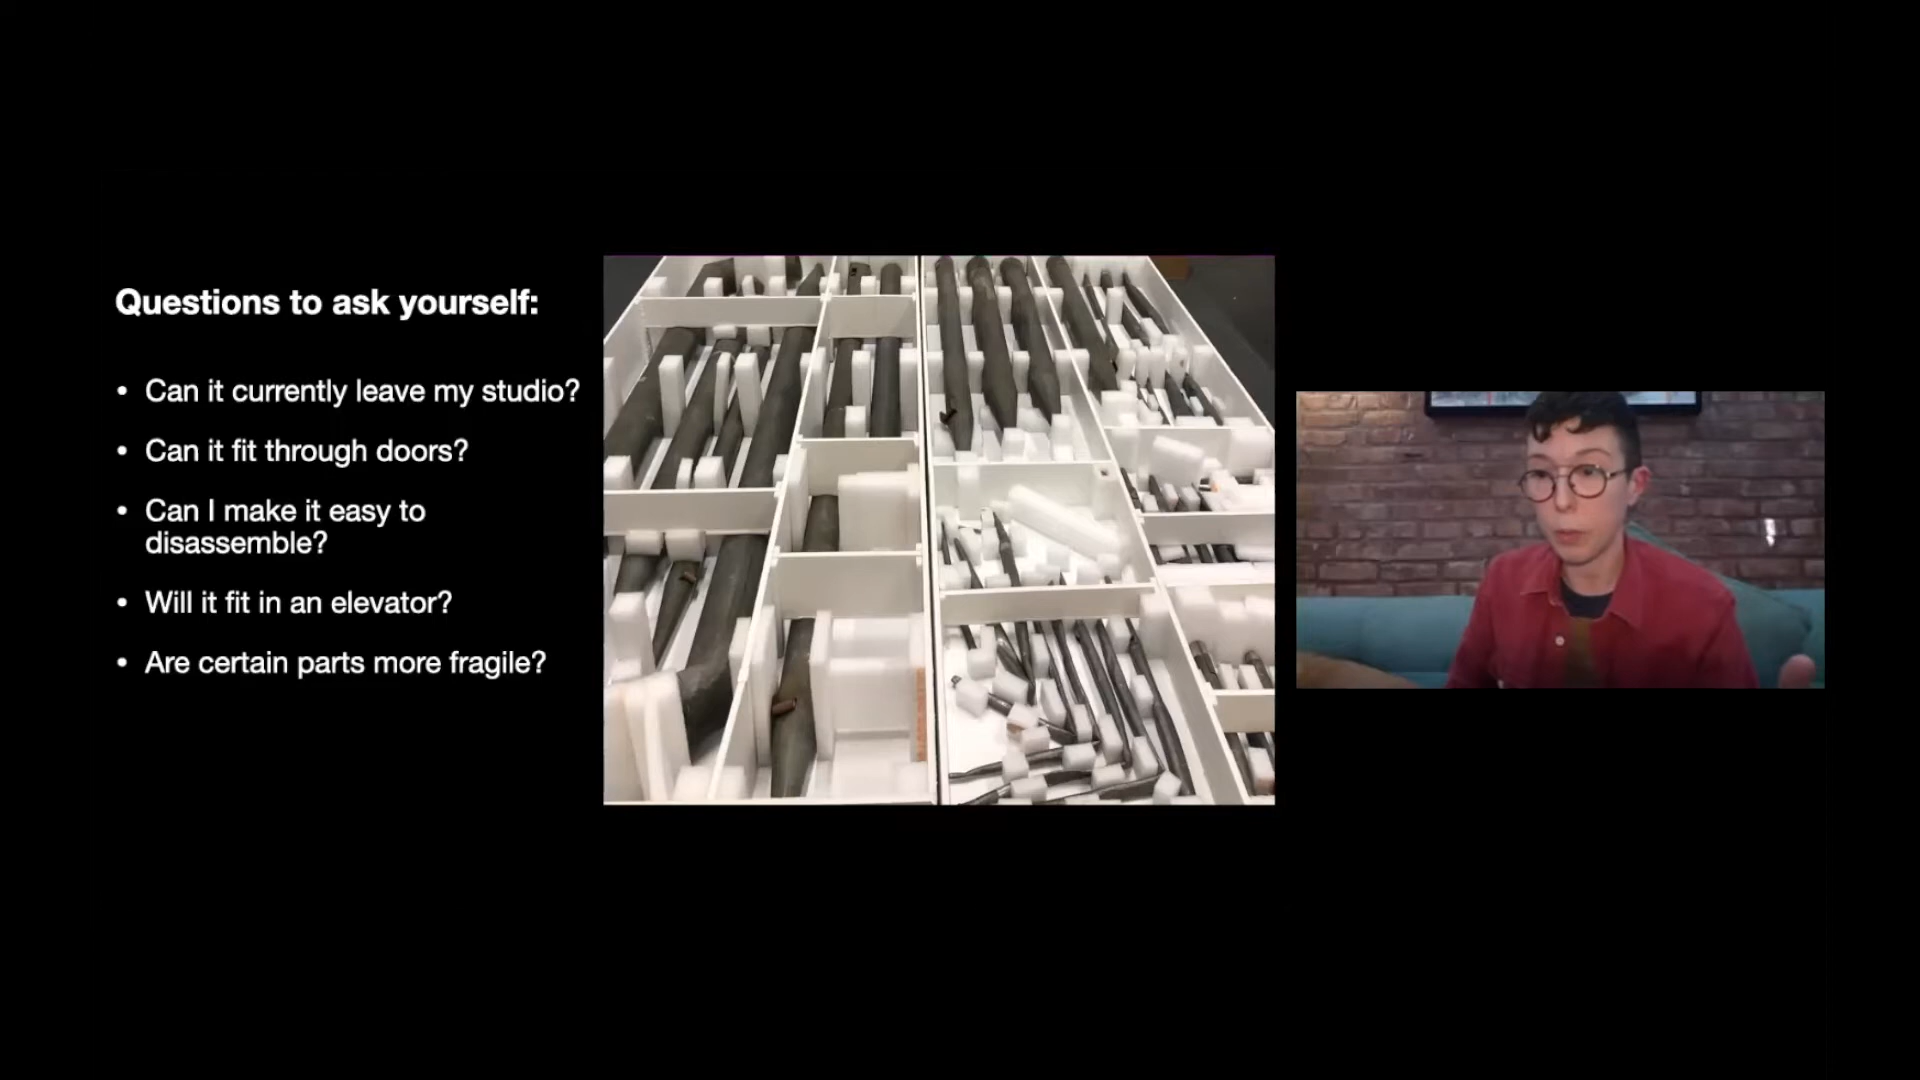 Questions to ask yourself:
• Can it currently leave my studio?
• Can it fit through doors?
• Can I make it easy to
disassemble?
• Will it fit in an elevator?
• Are certain parts more fragile?